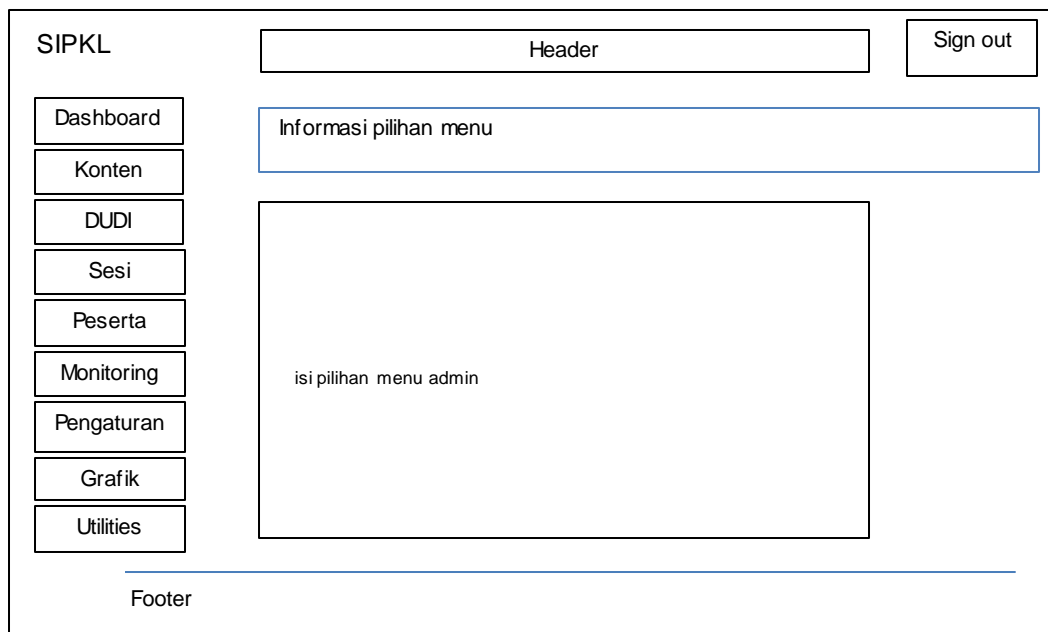 SIPKL
Header
Sign out
Dashboard
Konten
DUDI
Sesi
Peserta
Monitoring
Pengaturan
Grafik
Utilities
Informasi pilihan menu
isi pilihan menu admin
Footer